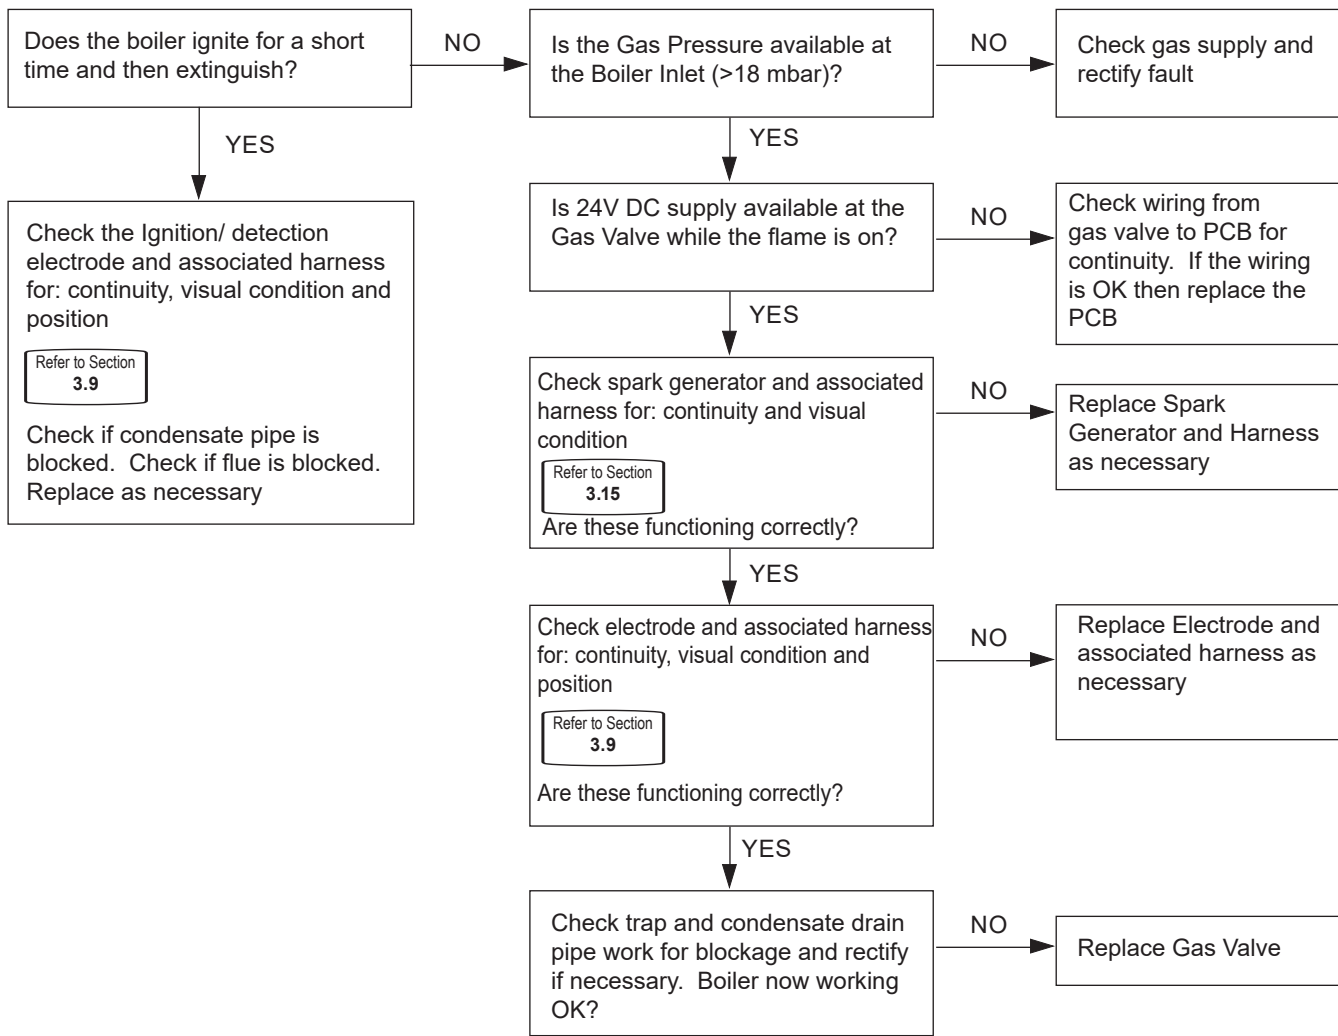 Does the boiler ignite for a short
time and then extinguish?
NO
Is the Gas Pressure available at
the Boiler Inlet (>18 mbar)?
NO
Check gas supply and
rectify fault
YES
YES
Check the Ignition/ detection
electrode and associated harness
for: continuity, visual condition and
position
Refer to Section
3.9
Check if condensate pipe is
blocked.  Check if flue is blocked.
Replace as necessary
Is 24V DC supply available at the
Gas Valve while the flame is on?
NO
Check wiring from
gas valve to PCB for
continuity.  If the wiring
is OK then replace the
PCB
YES
Check spark generator and associated
harness for: continuity and visual
condition
Refer to Section
3.15
Are these functioning correctly?
NO
Replace Spark
Generator and Harness
as necessary
YES
Check electrode and associated harness
for: continuity, visual condition and
position
Refer to Section
3.9
Are these functioning correctly?
NO
Replace Electrode and
associated harness as
necessary
YES
Check trap and condensate drain
pipe work for blockage and rectify
if necessary.  Boiler now working
OK?
NO
Replace Gas Valve